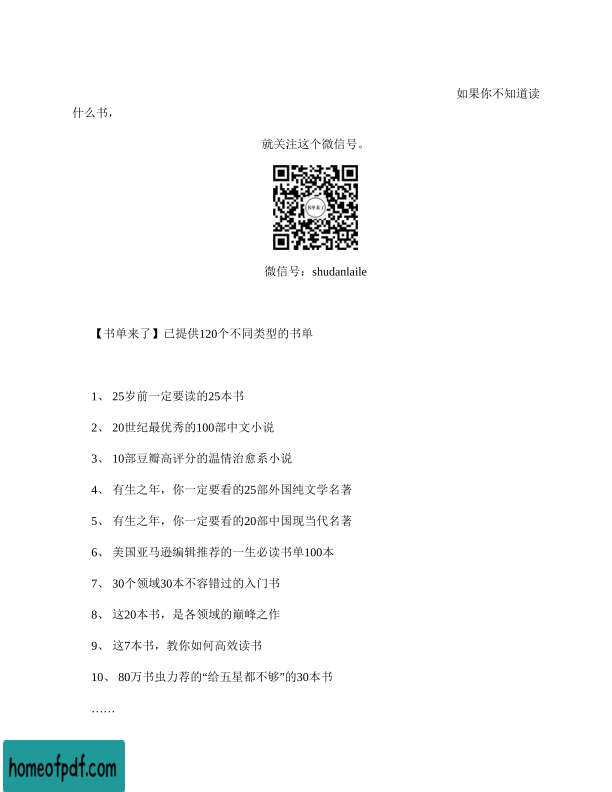 如果你不知道读
什么书，
就关注这个微信号。
书单来了
微信号：shudanlaile
【书单来了】已提供120个不同类型的书单
1、 25岁前一定要读的25本书
2、 20世纪最优秀的100部中文小说
3、 10部豆瓣高评分的温情治愈系小说
4、 有生之年，你一定要看的25部外国纯文学名著
5、 有生之年，你一定要看的20部中国现当代名著
6、 美国亚马逊编辑推荐的一生必读书单100本
7、 30个领域30本不容错过的入门书
8、 这20本书，是各领域的巅峰之作
9、 这7本书，教你如何高效读书
10、 80万书虫力荐的“给五星都不够”的30本书
……
homeofpdf.com